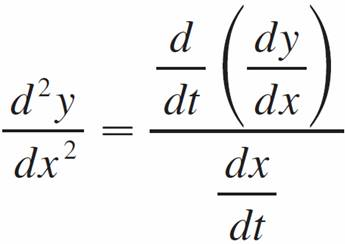 d²y/dx² = (d/dt (dy/dx)) / (dx/dt)